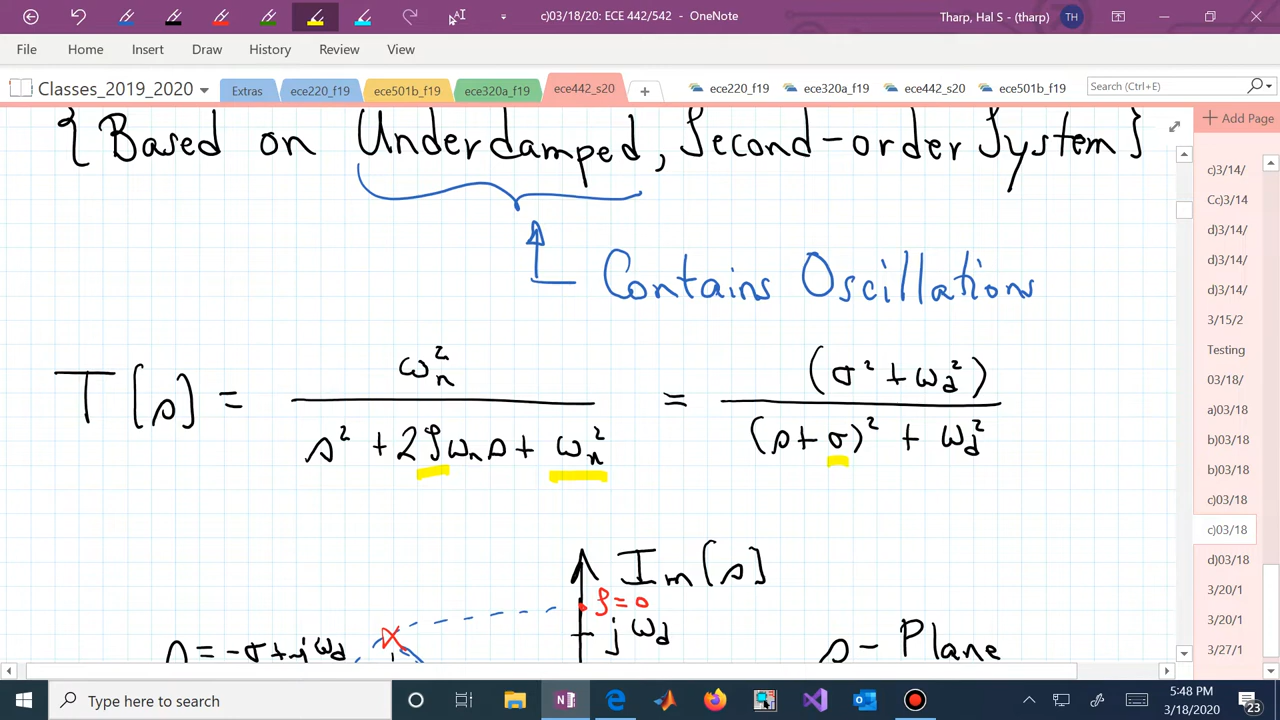 c)03/18/20: ECE 442/542 - OneNote
Tharp, Hal S - (tharp) TH
File Home Insert Draw History Review View
Classes_2019_2020 Extras ece220_f19 ece501b_f19 ece320a_f19 ece442_s20 ece220_f19 ece320a_f19 ece442_s20 ece501b_f19 Search (Ctrl+E)
Add Page
{Based on Underdamped, Second-order System}
Contains Oscillations
T(s) = ωn² / (s² + 2ζωns + ωn²) = (σ² + ωd²) / ((s+σ)² + ωd²)
Im(s)
ζ=0
jωd
s = -σ+jωd
s-Plane
c)3/14/
Cc)3/14
d)3/14/
d)3/14/
d)3/14/
3/15/2
Testing
03/18/
a)03/18
b)03/18
b)03/18
c)03/18
c)03/18
d)03/18
3/20/1
3/20/1
3/27/1
Type here to search
5:48 PM
3/18/2020
23